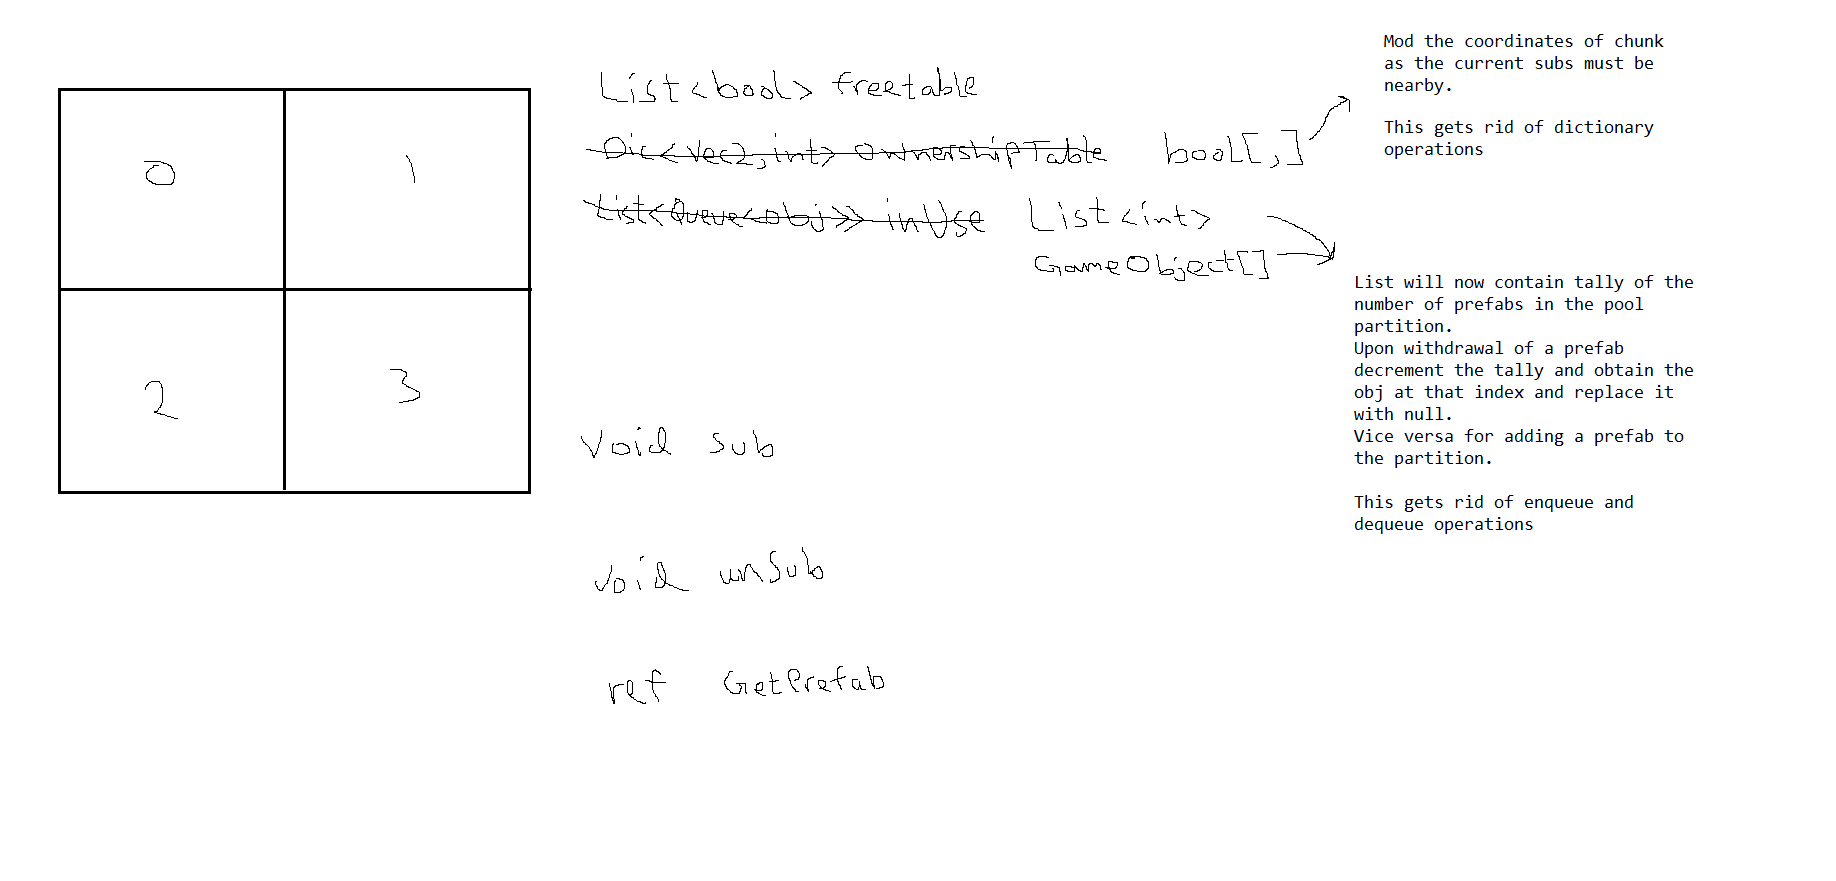 0
1
2
3
List<bool> freetable
Dic<Vec2,int> OwnershipTable bool[,]
List<Queue<obj>> inUse List<int>
GameObject[]
void sub
void unSub
ref GetPrefab
Mod the coordinates of chunk
as the current subs must be
nearby.
This gets rid of dictionary
operations
List will now contain tally of the
number of prefabs in the pool
partition.
Upon withdrawal of a prefab
decrement the tally and obtain the
obj at that index and replace it
with null.
Vice versa for adding a prefab to
the partition.
This gets rid of enqueue and
dequeue operations